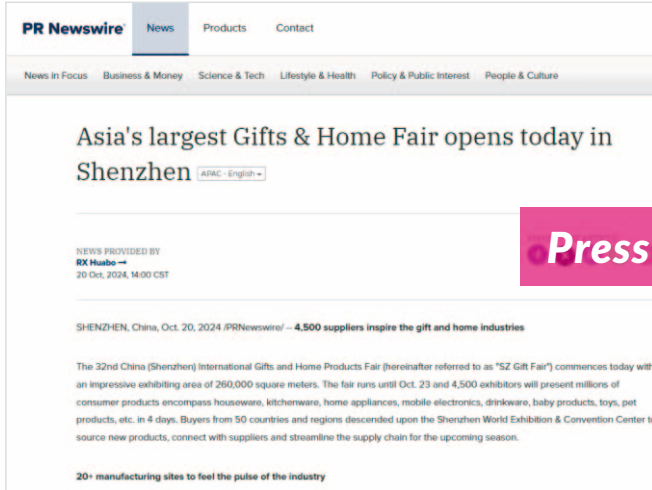 PR Newswire News Products Contact
News in Focus Business & Money Science & Tech Lifestyle & Health Policy & Public Interest People & Culture
Asia's largest Gifts & Home Fair opens today in
Shenzhen APAC - English
NEWS PROVIDED BY
RX Huabo →
20 Oct, 2024, 14:00 CST
Press
SHENZHEN, China, Oct. 20, 2024 /PRNewswire/ -- 4,500 suppliers inspire the gift and home industries
The 32nd China (Shenzhen) International Gifts and Home Products Fair (hereinafter referred to as "SZ Gift Fair") commences today with
an impressive exhibiting area of 260,000 square meters. The fair runs until Oct. 23 and 4,500 exhibitors will present millions of
consumer products encompass houseware, kitchenware, home appliances, mobile electronics, drinkware, baby products, toys, pet
products, etc. in 4 days. Buyers from 50 countries and regions descended upon the Shenzhen World Exhibition & Convention Center to
source new products, connect with suppliers and streamline the supply chain for the upcoming season.
20+ manufacturing sites to feel the pulse of the industry